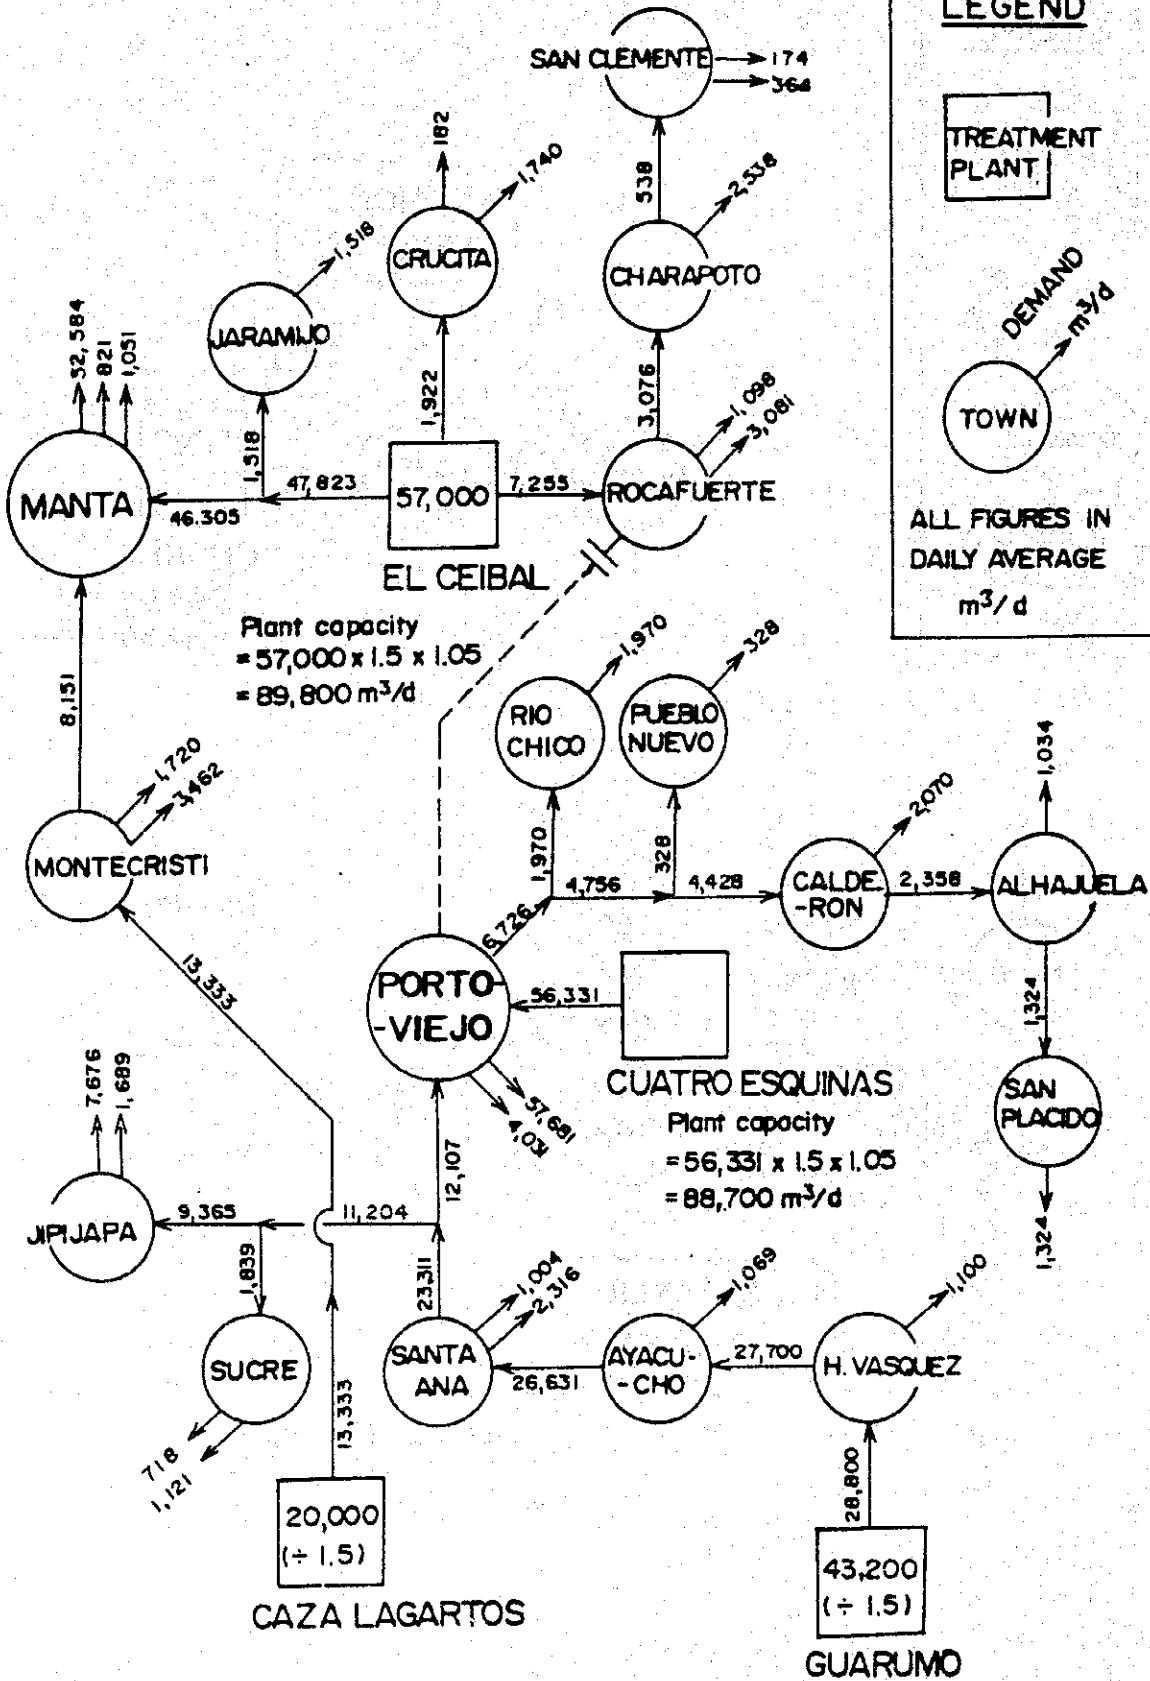 LEGEND
TREATMENT
PLANT
DEMAND
m³/d
TOWN
ALL FIGURES IN
DAILY AVERAGE
m³/d
SAN CLEMENTE
174
364
538
182
1,740
CRUCITA
2,538
CHARAPOTO
1,518
JARAMIJO
52,584
821
1,051
1,922
3,076
1,098
3,081
1,518
MANTA
46.305
47,823
57,000
7,255
ROCAFUERTE
EL CEIBAL
Plant capacity
= 57,000 x 1.5 x 1.05
= 89,800 m³/d
8,151
1,970
328
RIO
CHICO
PUEBLO
NUEVO
1,720
3,462
MONTECRISTI
1,970
328
2,070
1,034
4,756
4,428
CALDE.
-RON
2,358
ALHAJUELA
6,726
13,333
PORTO-
-VIEJO
56,331
1,324
CUATRO ESQUINAS
Plant capacity
= 56,331 x 1.5 x 1.05
= 88,700 m³/d
57,681
4,031
SAN
PLACIDO
1,324
7,676
1,689
12,107
JIPIJAPA
9,365
11,204
1,839
23,311
1,004
2,316
1,069
1,100
SUCRE
SANTA
ANA
26,631
AYACU-
-CHO
27,700
H. VASQUEZ
718
1,121
13,333
28,800
20,000
(÷ 1.5)
CAZA LAGARTOS
43,200
(÷ 1.5)
GUARUMO